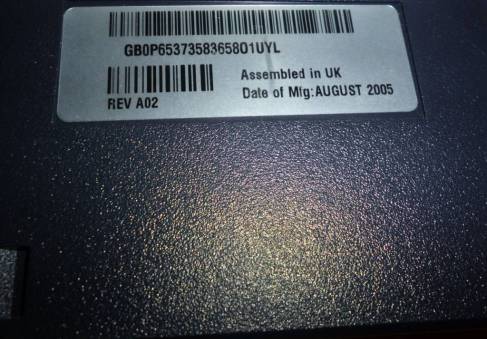 GB0P6537358365801UYL
Assembled in UK
REV A02
Date of Mfg:AUGUST 2005